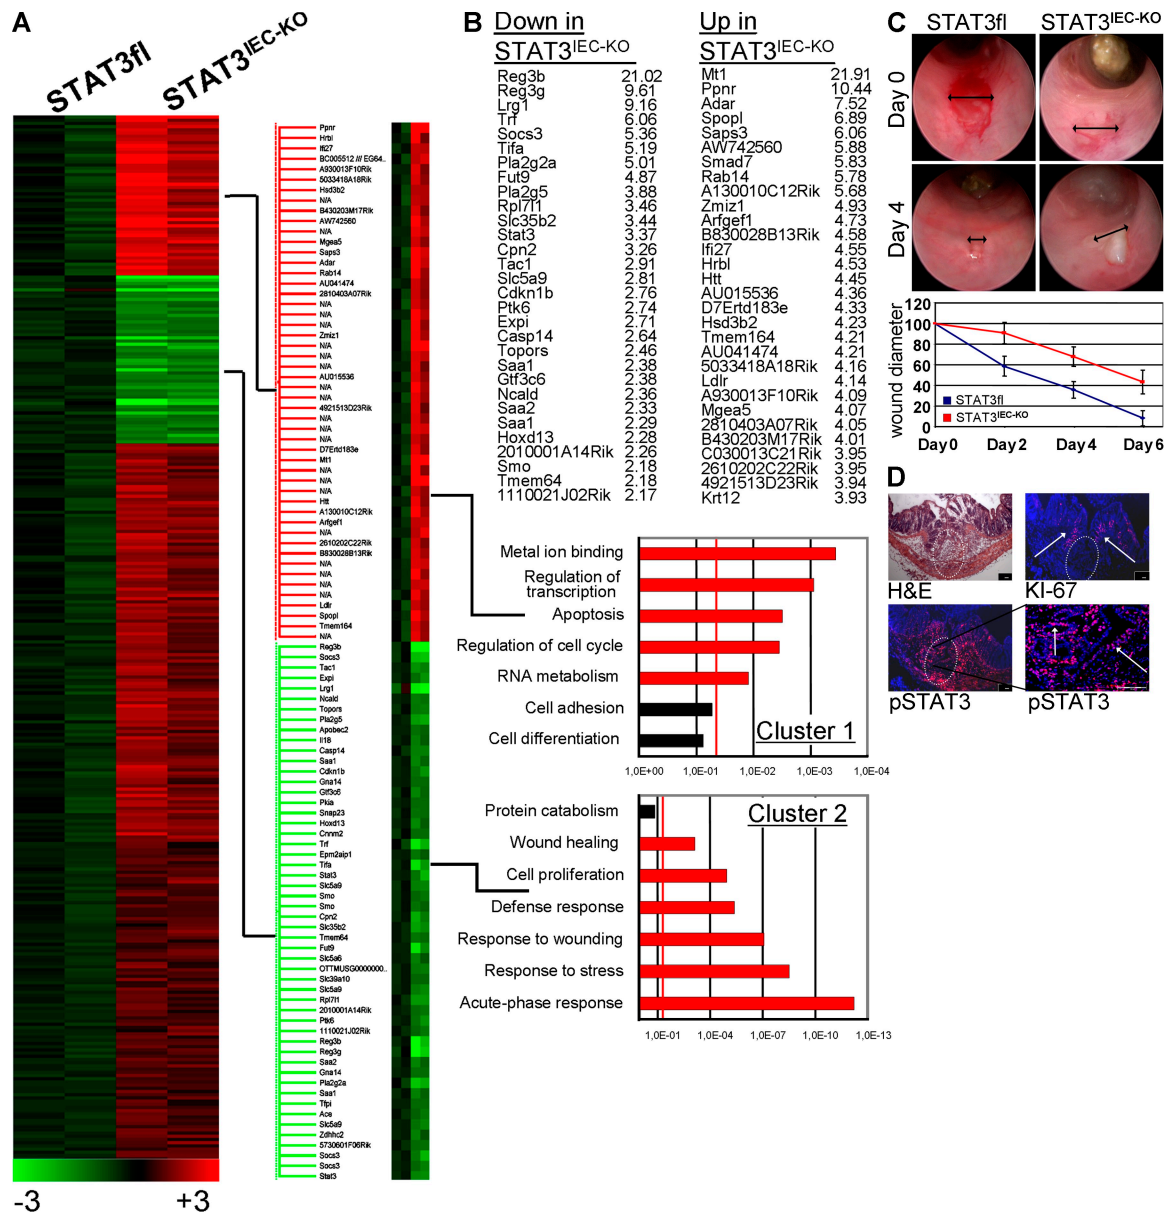 A
STAT3fl
STAT3IEC-KO
-3
+3
Ppnr
Hrbl
Ifi27
BC005512 /// EG64..
A930013F10Rik
5033418A18Rik
Hsd3b2
N/A
B430203M17Rik
AW742560
N/A
Mgea5
Saps3
Adar
Rab14
AU041474
2810403A07Rik
N/A
N/A
N/A
Zmiz1
N/A
N/A
N/A
AU015536
N/A
N/A
4921513D23Rik
N/A
N/A
N/A
D7Ertd183e
Mt1
N/A
N/A
N/A
Htt
A130010C12Rik
Arfgef1
N/A
2610202C22Rik
B830028B13Rik
N/A
N/A
N/A
N/A
Ldlr
Spopl
Tmem164
N/A
Reg3b
Socs3
Tac1
Expi
Lrg1
Ncald
Topors
Pla2g5
Apobec2
Il18
Casp14
Saa1
Cdkn1b
Gna14
Gtf3c6
Pkia
Snap23
Hoxd13
Cnnm2
Trf
Epm2aip1
Tifa
Stat3
Slc5a9
Smo
Smo
Cpn2
Slc35b2
Tmem64
Fut9
Slc5a6
OTTMUSG0000000..
Slc39a10
Slc5a9
Rpl7l1
2010001A14Rik
Ptk6
1110021J02Rik
Reg3b
Reg3g
Saa2
Gna14
Pla2g2a
Saa1
Tfpi
Ace
Slc5a9
Zdhhc2
5730601F06Rik
Socs3
Socs3
Stat3
B
Down in
STAT3IEC-KO
Reg3b 21.02
Reg3g 9.61
Lrg1 9.16
Trf 6.06
Socs3 5.36
Tifa 5.19
Pla2g2a 5.01
Fut9 4.87
Pla2g5 3.88
Rpl7l1 3.46
Slc35b2 3.44
Stat3 3.37
Cpn2 3.26
Tac1 2.91
Slc5a9 2.81
Cdkn1b 2.76
Ptk6 2.74
Expi 2.71
Casp14 2.64
Topors 2.46
Saa1 2.38
Gtf3c6 2.38
Ncald 2.36
Saa2 2.33
Saa1 2.29
Hoxd13 2.28
2010001A14Rik 2.26
Smo 2.18
Tmem64 2.18
1110021J02Rik 2.17
Up in
STAT3IEC-KO
Mt1 21.91
Ppnr 10.44
Adar 7.52
Spopl 6.89
Saps3 6.06
AW742560 5.88
Smad7 5.83
Rab14 5.78
A130010C12Rik 5.68
Zmiz1 4.93
Arfgef1 4.73
B830028B13Rik 4.58
Ifi27 4.55
Hrbl 4.53
Htt 4.45
AU015536 4.36
D7Ertd183e 4.33
Hsd3b2 4.23
Tmem164 4.21
AU041474 4.21
5033418A18Rik 4.16
Ldlr 4.14
A930013F10Rik 4.09
Mgea5 4.07
2810403A07Rik 4.05
B430203M17Rik 4.01
C030013C21Rik 3.95
2610202C22Rik 3.95
4921513D23Rik 3.94
Krt12 3.93
Metal ion binding
Regulation of
transcription
Apoptosis
Regulation of cell cycle
RNA metabolism
Cell adhesion
Cell differentiation
Cluster 1
1,0E+00 1,0E-01 1,0E-02 1,0E-03 1,0E-04
Protein catabolism
Wound healing
Cell proliferation
Defense response
Response to wounding
Response to stress
Acute-phase response
Cluster 2
1,0E-01 1,0E-04 1,0E-07 1,0E-10 1,0E-13
C
STAT3fl STAT3IEC-KO
Day 0
Day 4
wound diameter
120
100
80
60
40
20
0
STAT3fl
STAT3IEC-KO
Day 0 Day 2 Day 4 Day 6
D
H&E KI-67
pSTAT3 pSTAT3